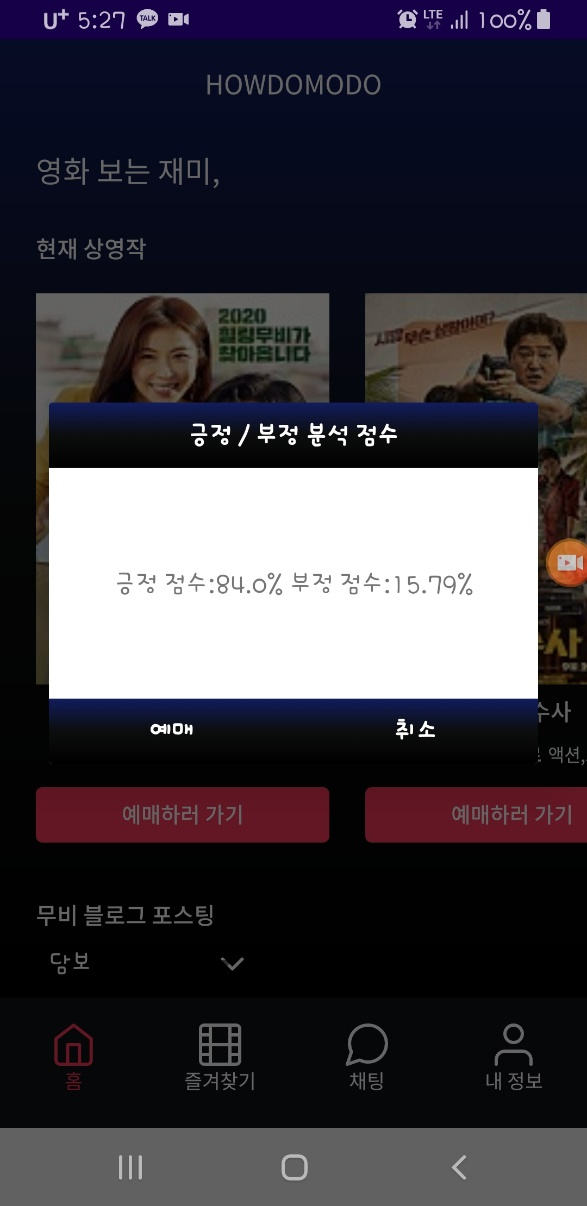 U+ 5:27 TALK LTE 100%
HOWDOMODO
영화 보는 재미,
현재 상영작
2020
힐링무비가
찾아옵니다
긍정 / 부정 분석 점수
긍정 점수:84.0% 부정 점수:15.79%
수사
예매 취소
액션,
예매하러 가기 예매하러 가기
무비 블로그 포스팅
담보
홈 즐겨찾기 채팅 내 정보